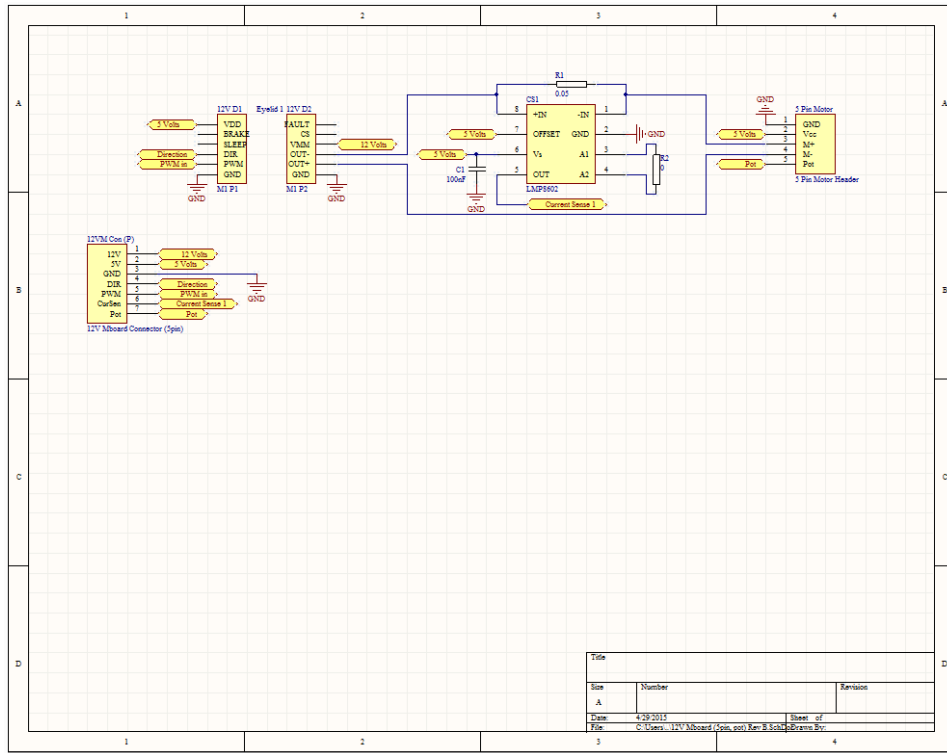 1 2 3 4
A A
R1
0.05
12V D1 Eyelid 1 12V D2
CS1
GND
5 Pin Motor
5 Volts VDD
BRAKE
SLEEP
Direction DIR
PWM in PWM
GND
GND
M1 P1
FAULT
CS
VMM 12 Volts
OUT-
OUT+
GND
GND
M1 P2
8 +IN -IN 1
5 Volts 7 OFFSET GND 2 GND
5 Volts 6 Vs A1 3
5 OUT A2 4
LMP8602
Current Sense 1
C1
100nF
GND
R2
0
1 GND
5 Volts 2 Vcc
3 M+
4 M-
Pot 5 Pot
5 Pin Motor Header
12VM Con (P)
12V 1 12 Volts
5V 2 5 Volts
GND 3
DIR 4 Direction
PWM 5 PWM in
CurSen 6 Current Sense 1
Pot 7 Pot
GND
12V Mboard Connector (5pin)
B B
C C
D D
Title
Size Number Revision
A
Date: 4/29/2015 Sheet of
File: C:\Users\..\12V Mboard (5pin, pot) Rev B.SchDoc Drawn By:
1 2 3 4